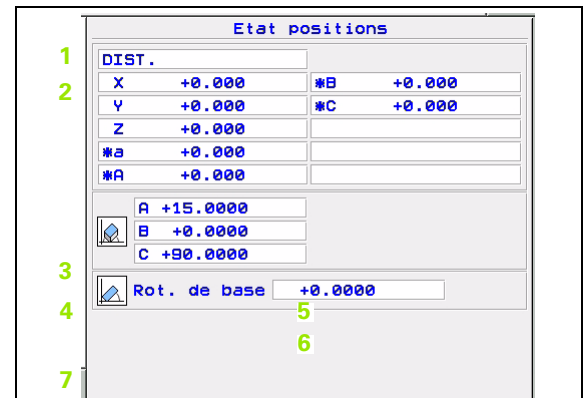 Etat positions
1 DIST.
2 X +0.000 *B +0.000
Y +0.000 *C +0.000
Z +0.000
*a +0.000
*A +0.000
A +15.0000
B +0.0000
C +90.0000
3
Rot. de base +0.0000
4 5
6
7